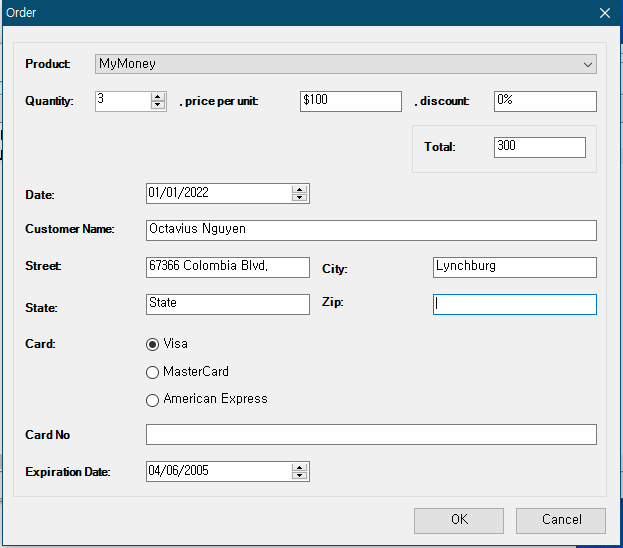 Order
Product: MyMoney
Quantity: 3 , price per unit: $100 , discount: 0%
Total: 300
Date: 01/01/2022
Customer Name: Octavius Nguyen
Street: 67366 Colombia Blvd, City: Lynchburg
State: State Zip:
Card: Visa
MasterCard
American Express
Card No
Expiration Date: 04/06/2005
OK Cancel